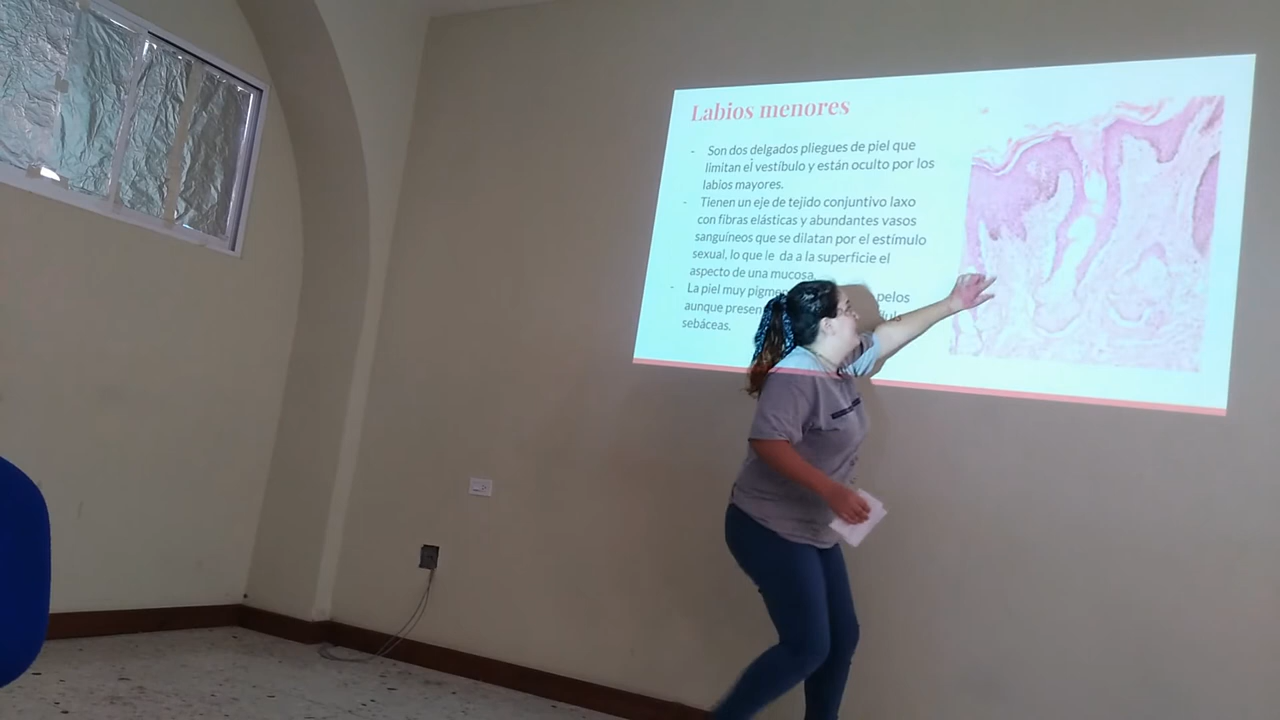 Labios menores
- Son dos delgados pliegues de piel que
limitan el vestíbulo y están oculto por los
labios mayores.
- Tienen un eje de tejido conjuntivo laxo
con fibras elásticas y abundantes vasos
sanguíneos que se dilatan por el estímulo
sexual, lo que le da a la superficie el
aspecto de una mucosa.
- La piel muy pelos
aunque
sebáceas.